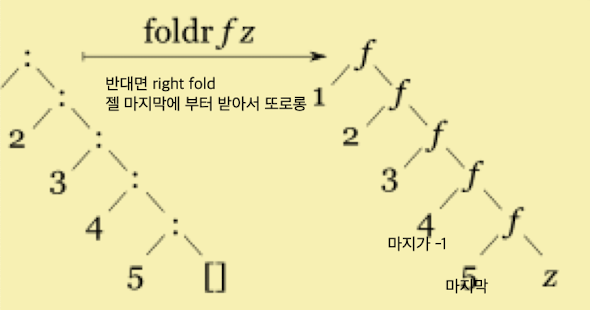 foldr f z
반대면 right fold
젤 마지막에 부터 받아서 또로롱
: f
: 1 f
2 : 2 f
3 : 3 f
4 : 4 f
마지가 -1
5 [] 5 z
마지막